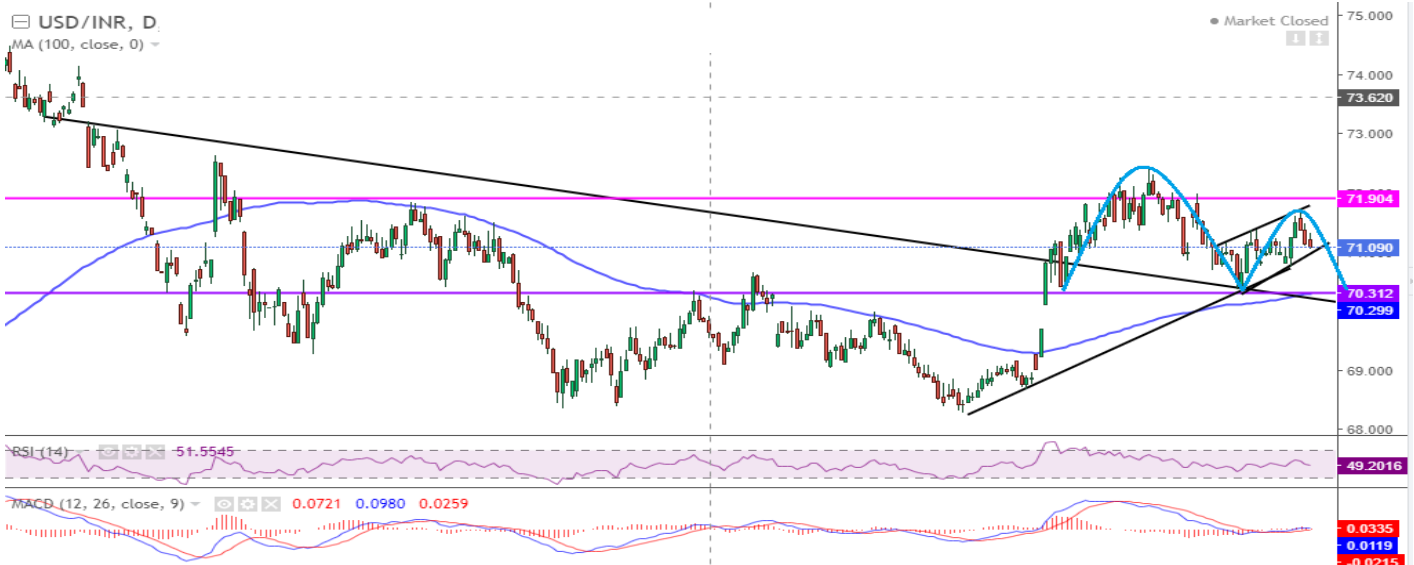 USD/INR, D
Market Closed
MA (100, close, 0)
75.000
74.000
73.620
73.000
71.904
71.090
70.312
70.299
69.000
68.000
RSI (14) 51.5545
49.2016
MACD (12, 26, close, 9) 0.0721 0.0980 0.0259
0.0335
0.0119
-0.0215